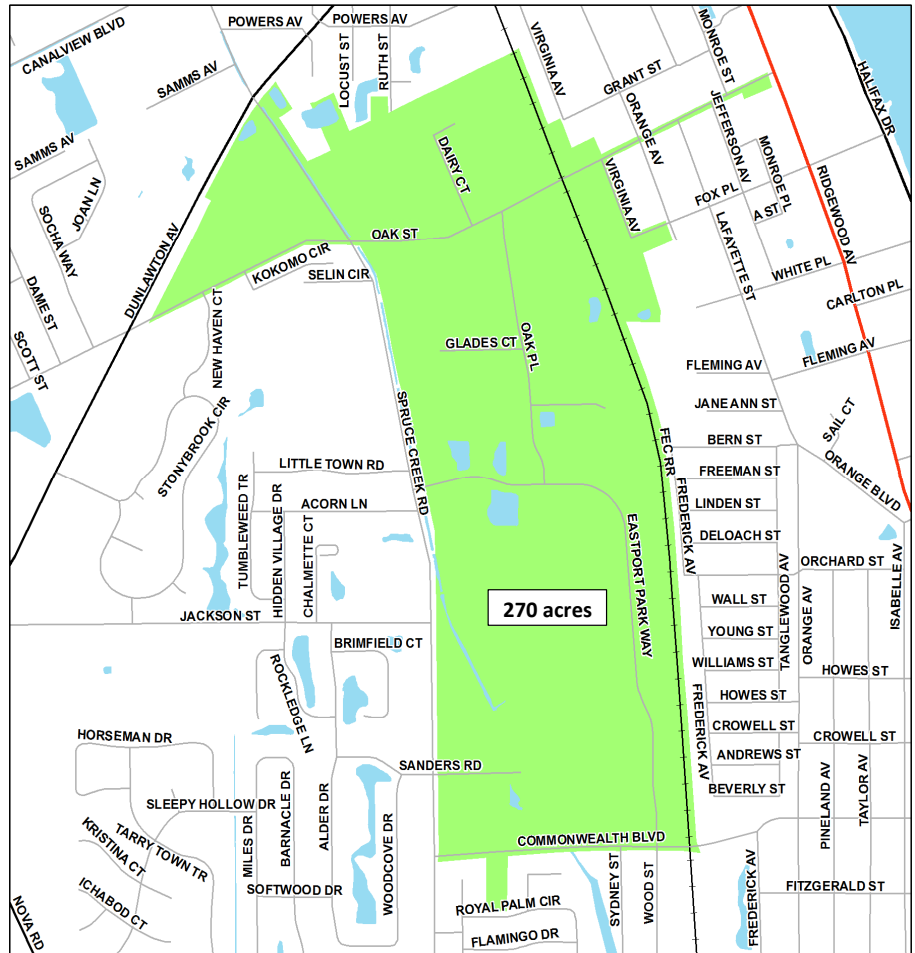 CANALVIEW BLVD
POWERS AV
POWERS AV
SAMMS AV
LOCUST ST
RUTH ST
VIRGINIA AV
MONROE ST
GRANT ST
HALIFAX DR
SAMMS AV
JOAN LN
SOCHA WAY
DAIRY CT
ORANGE AV
JEFFERSON AV
MONROE PL
VIRGINIA AV
FOX PL
A ST
RIDGEWOOD AV
DUNLAWTON AV
OAK ST
KOKOMO CIR
SELIN CIR
LAFAYETTE ST
WHITE PL
CARLTON PL
DAME ST
SCOTT ST
NEW HAVEN CT
GLADES CT
OAK PL
FLEMING AV
FLEMING AV
JANE ANN ST
SAIL CT
STONYBROOK CIR
SPRUCE CREEK RD
FEC RR
BERN ST
ORANGE BLVD
LITTLE TOWN RD
FREEMAN ST
TUMBLEWEED TR
HIDDEN VILLAGE DR
ACORN LN
CHALMETTE CT
FREDERICK AV
LINDEN ST
EASTPORT PARK WAY
DELOACH ST
TANGLEWOOD AV
ORANGE AV
ORCHARD ST
ISABELLE AV
270 acres
WALL ST
JACKSON ST
YOUNG ST
BRIMFIELD CT
ROCKLEDGE LN
WILLIAMS ST
HOWES ST
FREDERICK AV
HOWES ST
HORSEMAN DR
CROWELL ST
CROWELL ST
ANDREWS ST
SANDERS RD
BEVERLY ST
PINELAND AV
TAYLOR AV
SLEEPY HOLLOW DR
MILES DR
BARNACLE DR
ALDER DR
WOODCOVE DR
KRISTINA CT
TARRY TOWN TR
COMMONWEALTH BLVD
ICHABOD CT
SOFTWOOD DR
SYDNEY ST
WOOD ST
FREDERICK AV
FITZGERALD ST
NOVA RD
ROYAL PALM CIR
FLAMINGO DR